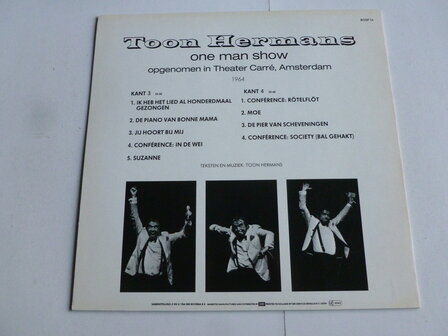 Toon Hermans
one man show
opgenomen in Theater Carré, Amsterdam
1964
KANT 3
1. IK HEB HET LIED AL HONDERDMAAL
GEZONGEN
2. DE PIANO VAN BONNE MAMA
3. JIJ HOORT BIJ MIJ
4. CONFÉRENCE: IN DE WEI
5. SUZANNE
KANT 4
1. CONFÉRENCE: RÖTELFLÖT
2. MOE
3. DE PIER VAN SCHEVENINGEN
4. CONFÉRENCE: SOCIETY (BAL GEHAKT)
TEKSTEN EN MUZIEK: TOON HERMANS